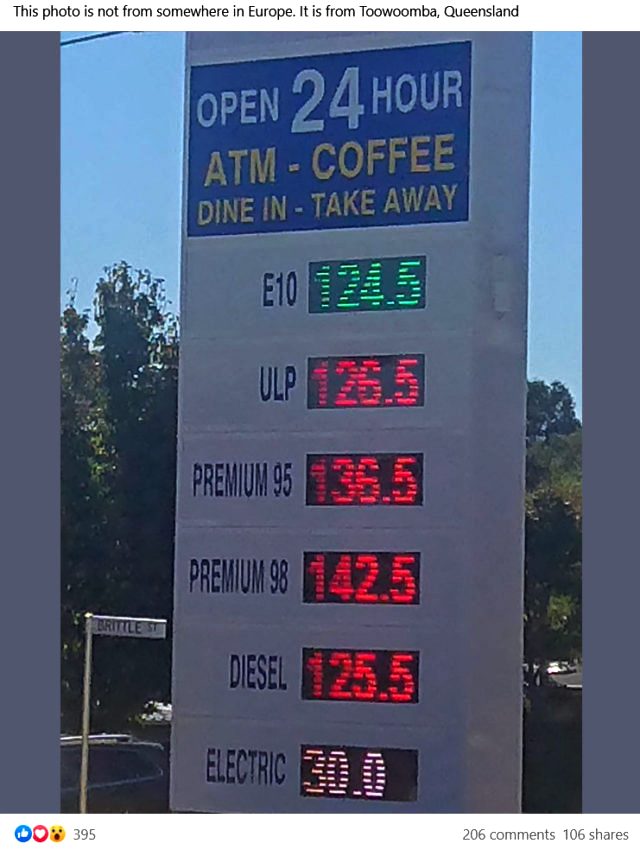 This photo is not from somewhere in Europe. It is from Toowoomba, Queensland
OPEN 24 HOUR
ATM - COFFEE
DINE IN - TAKE AWAY
E10 124.5
ULP 126.5
PREMIUM 95 136.5
PREMIUM 98 142.5
BRITTLE ST
DIESEL 125.5
ELECTRIC 30.0
395
206 comments 106 shares